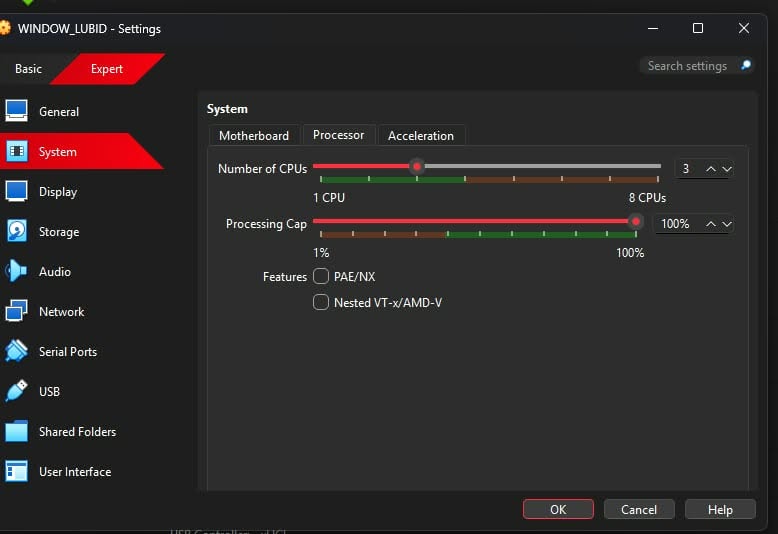 WINDOW_LUBID - Settings
Basic
Expert
Search settings
General
System
Display
Storage
Audio
Network
Serial Ports
USB
Shared Folders
User Interface
System
Motherboard
Processor
Acceleration
Number of CPUs
3
1 CPU
8 CPUs
Processing Cap
100%
1%
100%
Features
PAE/NX
Nested VT-x/AMD-V
OK
Cancel
Help